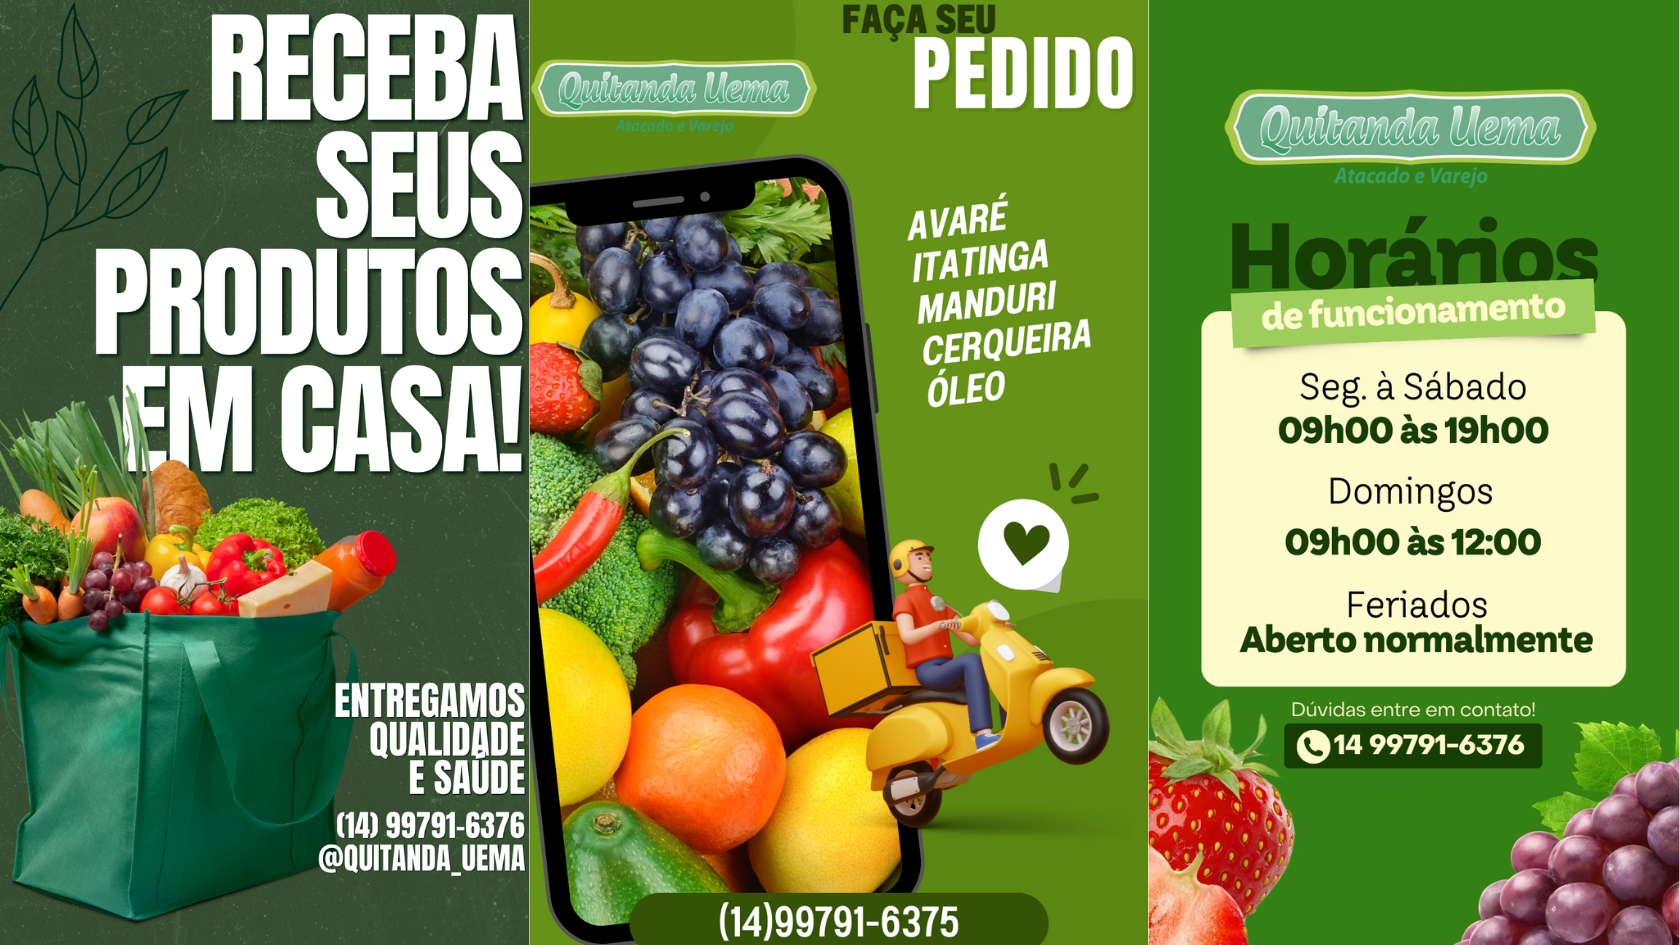 RECEBA
SEUS
PRODUTOS
EM CASA!
ENTREGAMOS
QUALIDADE
E SAÚDE
(14) 99791-6376
@QUITANDA_UEMA
FAÇA SEU
PEDIDO
Quitanda Uema
Atacado e Varejo
AVARÉ
ITATINGA
MANDURI
CERQUEIRA
ÓLEO
(14)99791-6375
Quitanda Uema
Atacado e Varejo
Horários
de funcionamento
Seg. à Sábado
09h00 às 19h00
Domingos
09h00 às 12:00
Feriados
Aberto normalmente
Dúvidas entre em contato!
14 99791-6376